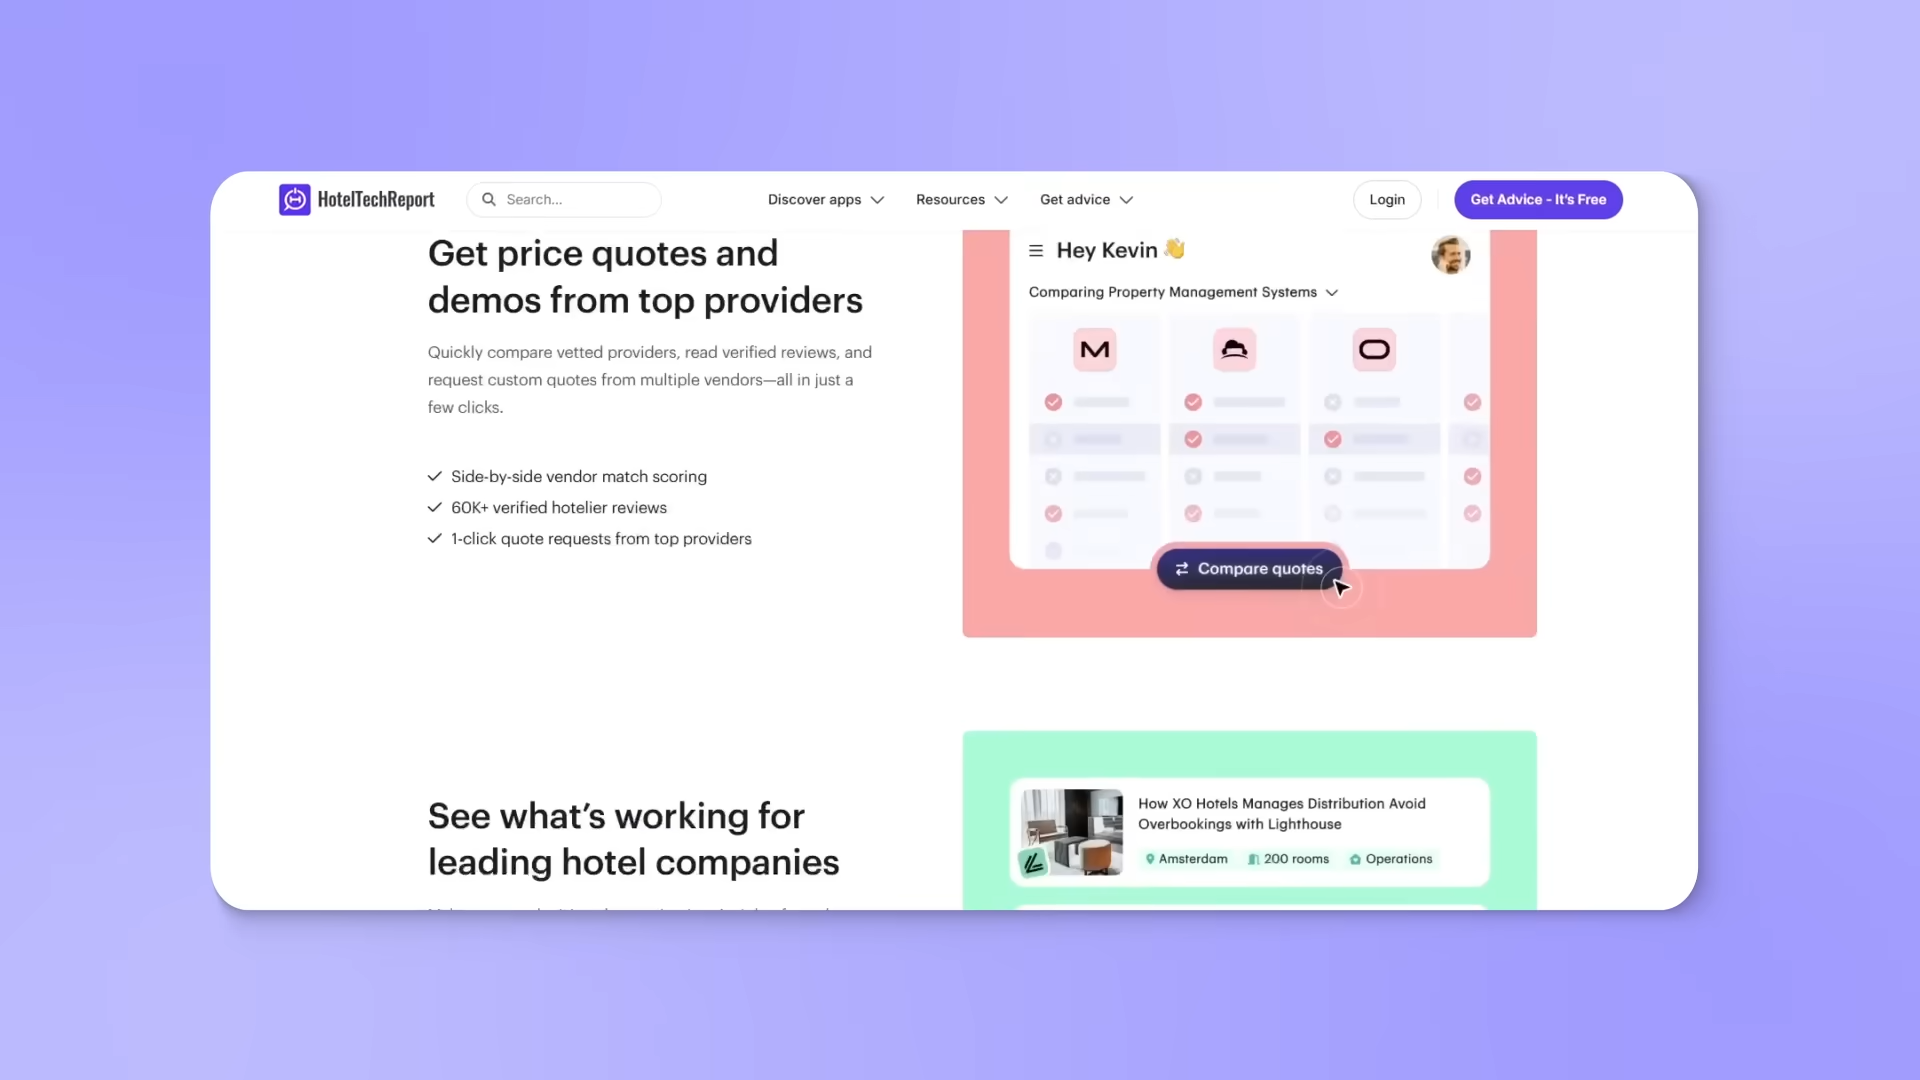 HotelTechReport
Search...
Discover apps
Resources
Get advice
Login
Get Advice - It's Free
Get price quotes and
demos from top providers
Quickly compare vetted providers, read verified reviews, and
request custom quotes from multiple vendors—all in just a
few clicks.
Side-by-side vendor match scoring
60K+ verified hotelier reviews
1-click quote requests from top providers
Hey Kevin 👋
Comparing Property Management Systems
Compare quotes
See what's working for
leading hotel companies
How XO Hotels Manages Distribution Avoid
Overbookings with Lighthouse
Amsterdam
200 rooms
Operations